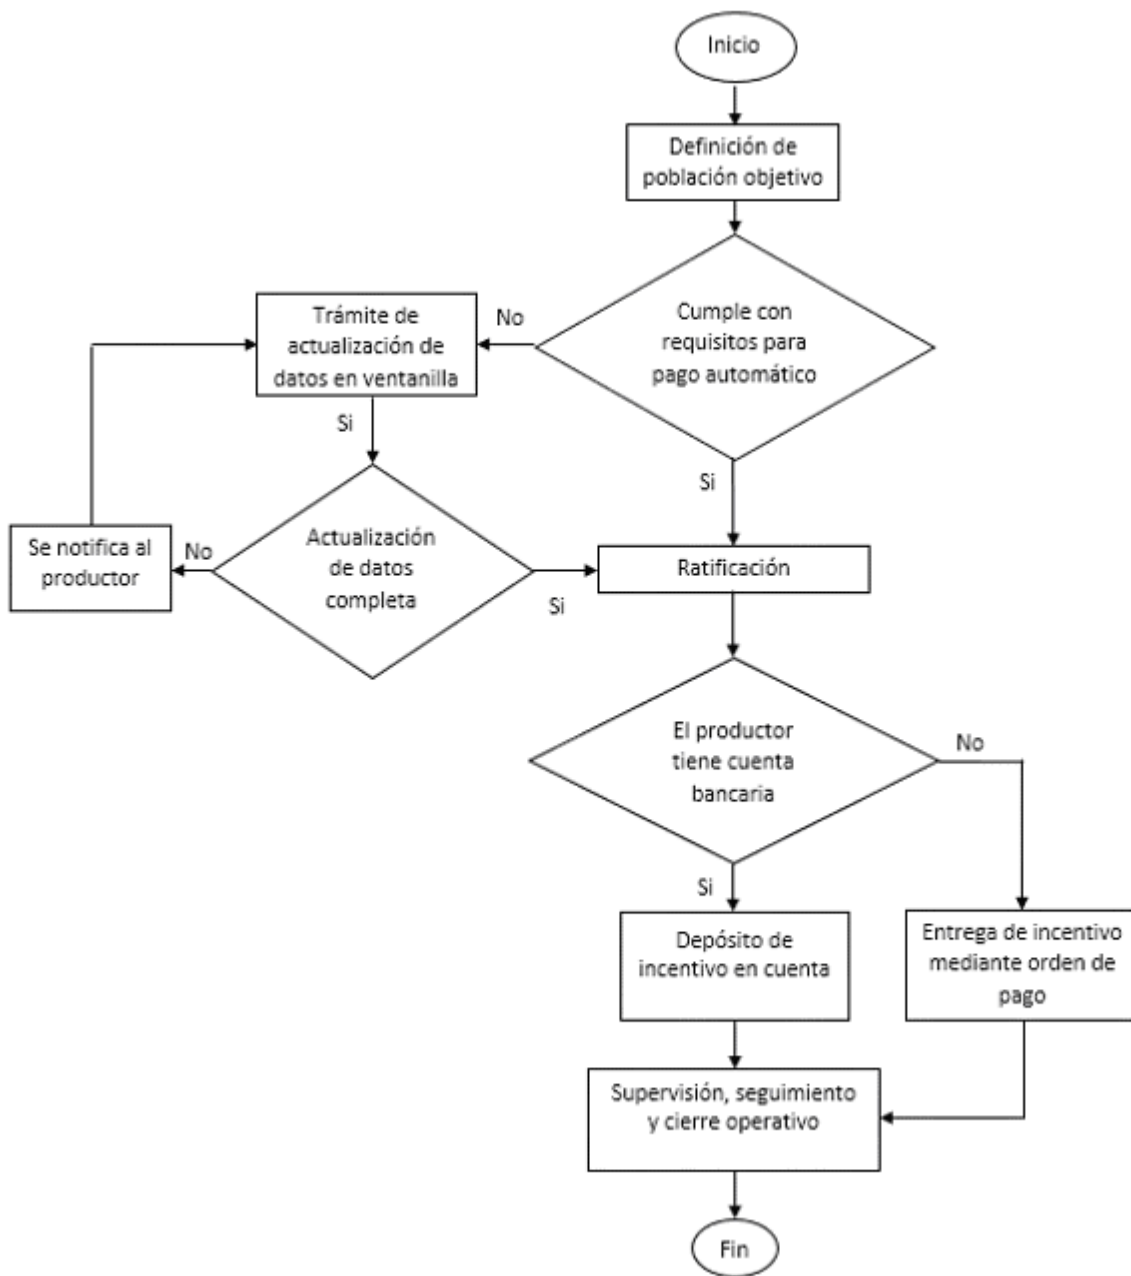 Inicio
Definición de
población objetivo
Cumple con
requisitos para
pago automático
No
Trámite de
actualización de
datos en ventanilla
Si
Si
Actualización
de datos
completa
No
Se notifica al
productor
Si
Ratificación
El productor
tiene cuenta
bancaria
No
Si
Depósito de
incentivo en cuenta
Entrega de incentivo
mediante orden de
pago
Supervisión, seguimiento
y cierre operativo
Fin